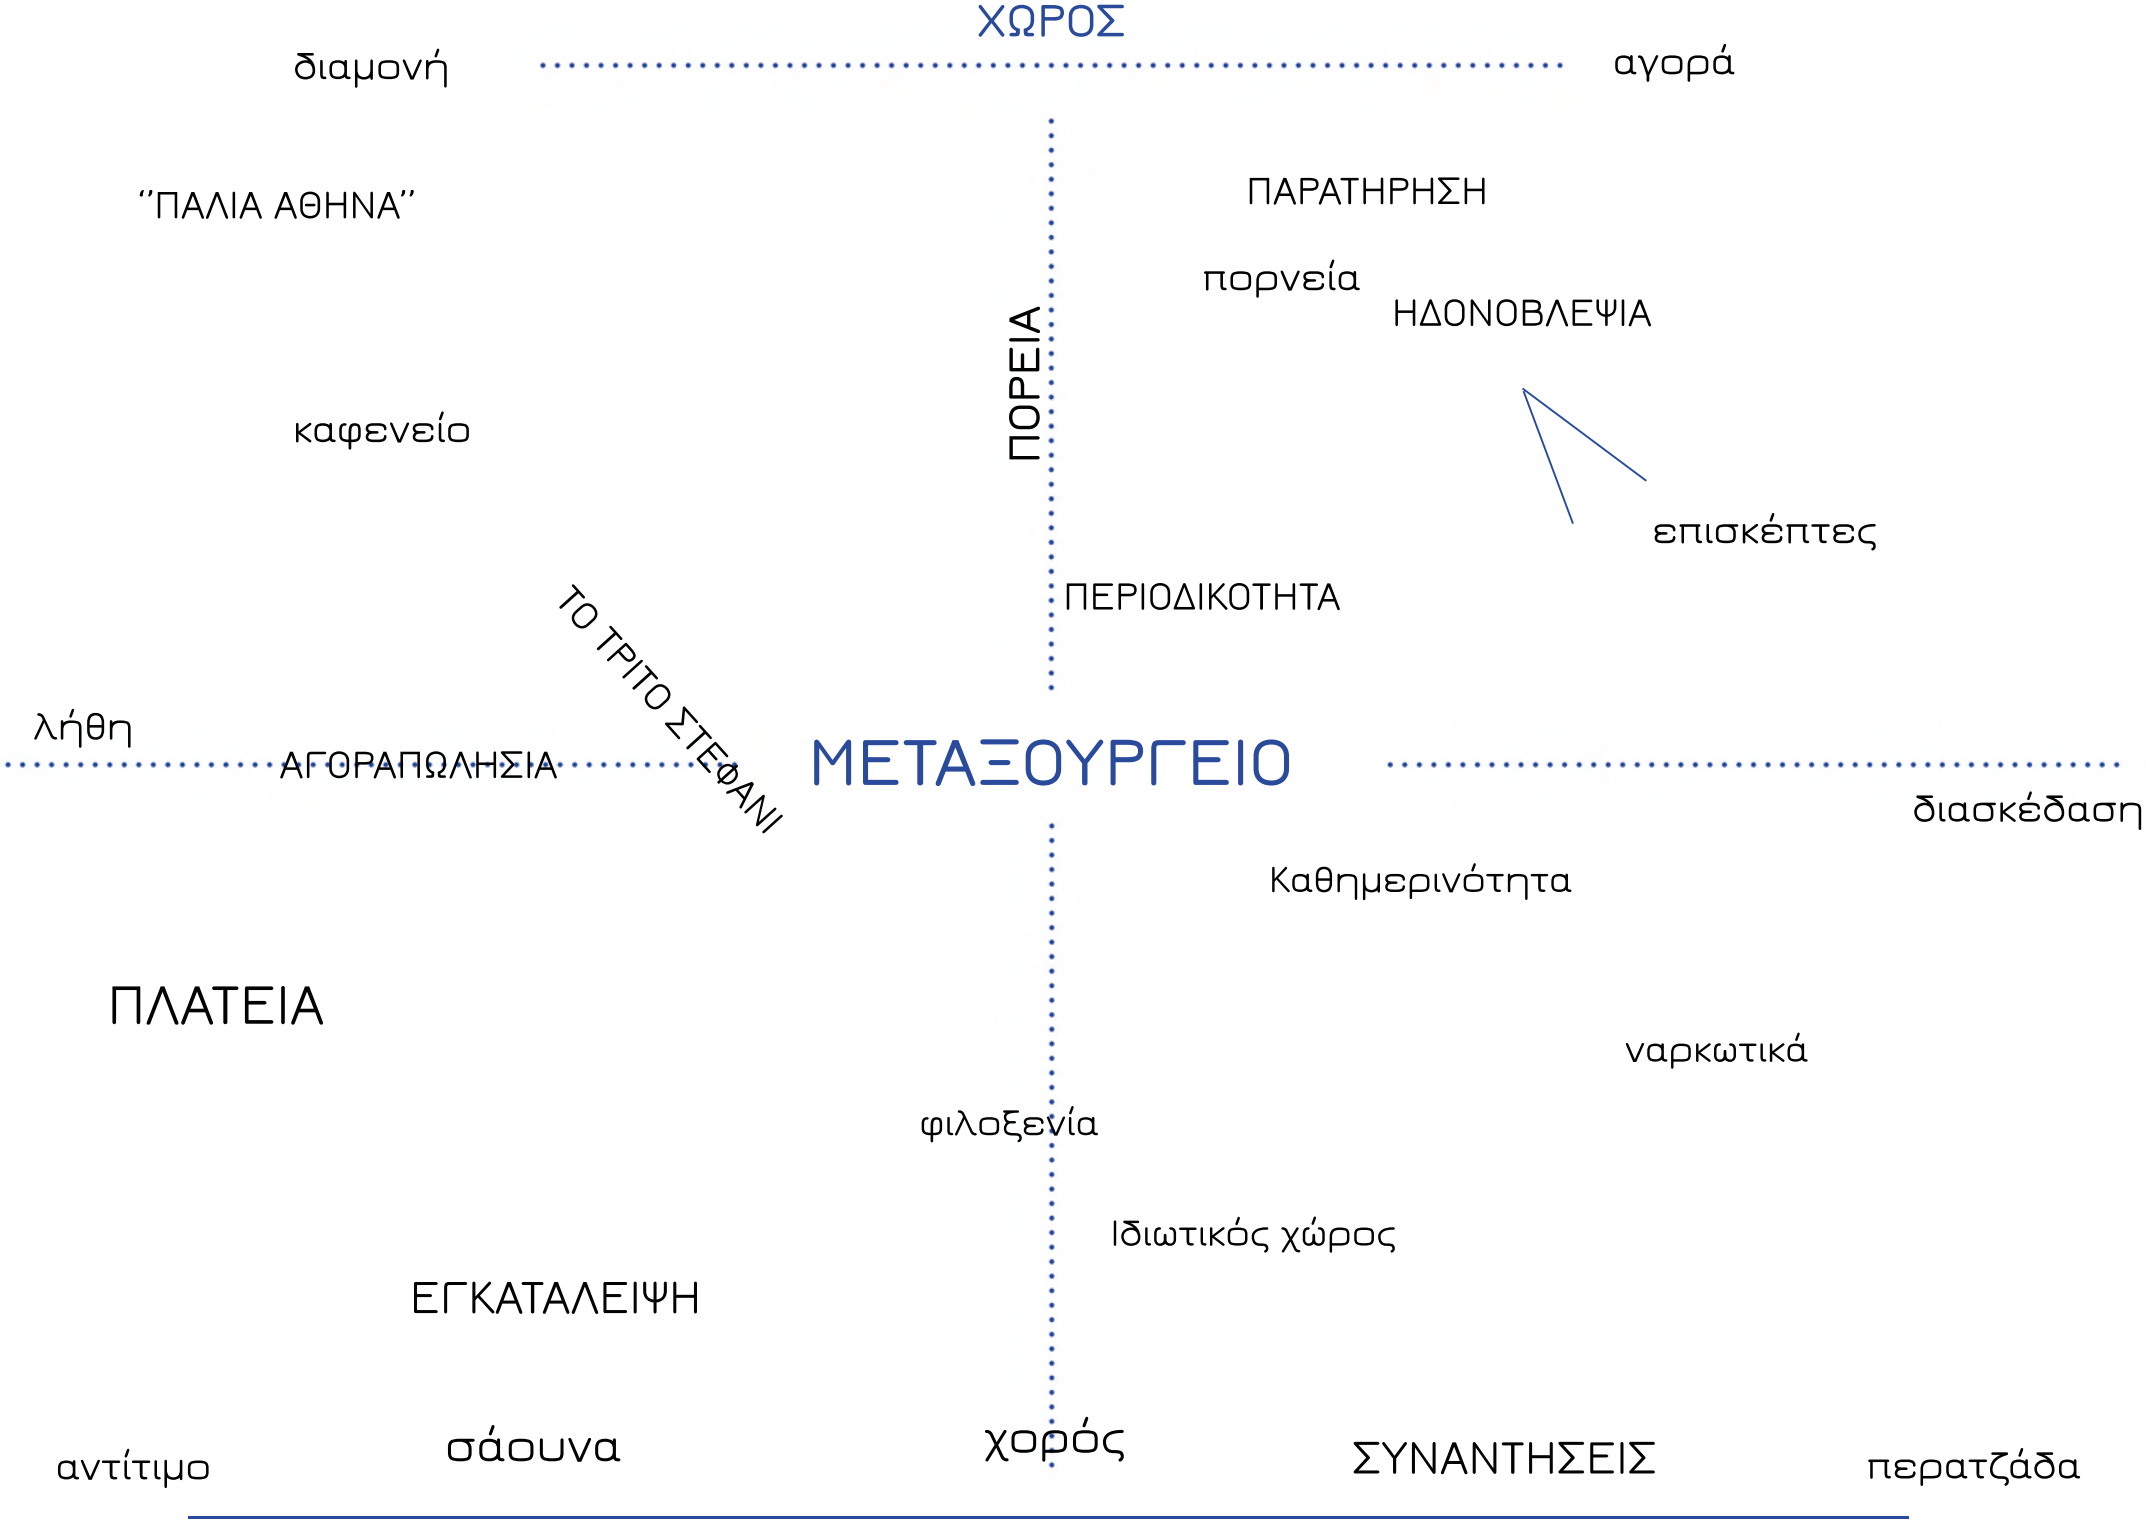 ΧΩΡΟΣ
διαμονή
αγορά
‘’ΠΑΛΙΑ ΑΘΗΝΑ’’
ΠΑΡΑΤΗΡΗΣΗ
πορνεία
ΗΔΟΝΟΒΛΕΨΙΑ
ΠΟΡΕΙΑ
καφενείο
επισκέπτες
ΠΕΡΙΟΔΙΚΟΤΗΤΑ
ΤΟ ΤΡΙΤΟ ΣΤΕΦΑΝΙ
λήθη
ΑΓΟΡΑΠΩΛΗΣΙΑ
ΜΕΤΑΞΟΥΡΓΕΙΟ
διασκέδαση
Καθημερινότητα
ΠΛΑΤΕΙΑ
ναρκωτικά
φιλοξενία
Ιδιωτικός χώρος
ΕΓΚΑΤΑΛΕΙΨΗ
αντίτιμο
σάουνα
χορός
ΣΥΝΑΝΤΗΣΕΙΣ
περατζάδα